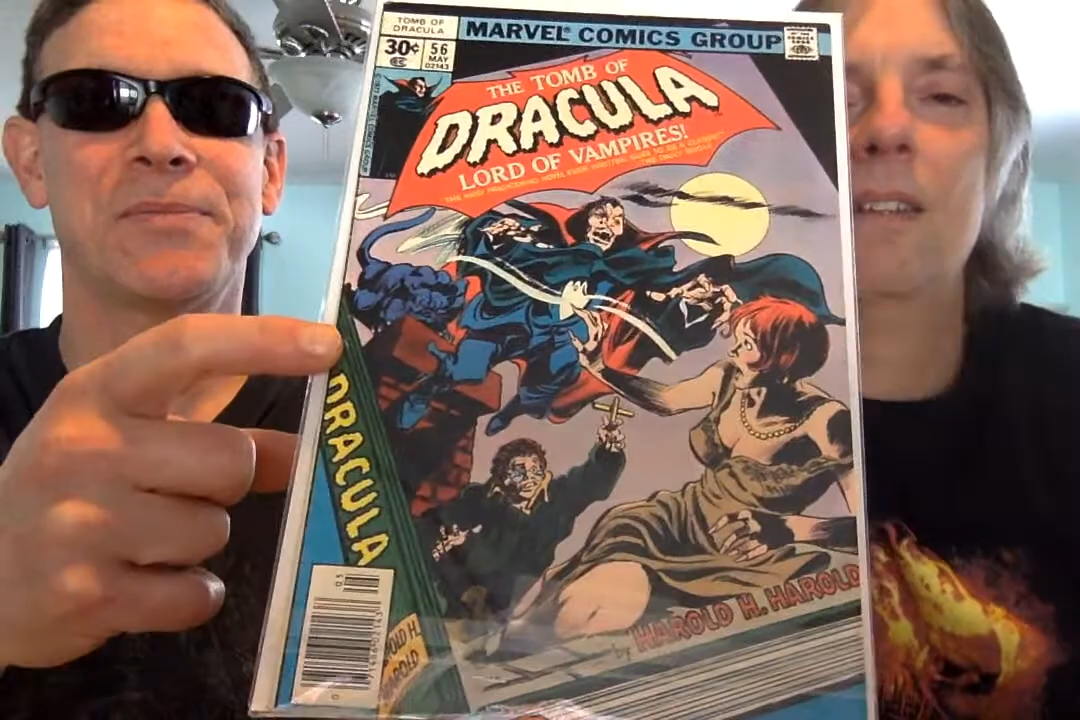 TOMB OF
DRACULA
30¢
56
MAY
02143
MARVEL® COMICS GROUP
THE TOMB OF
DRACULA
LORD OF VAMPIRES!
DRACULA
by HAROLD H. HAROLD
HAROLD